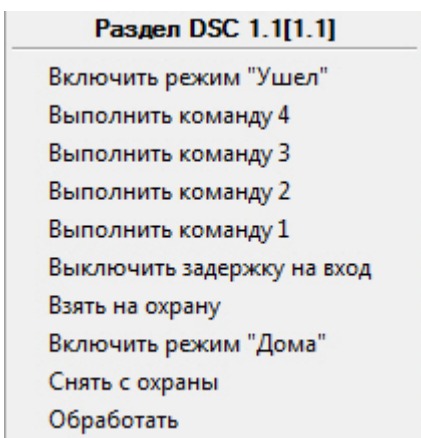 Раздел DSC 1.1[1.1]
Включить режим "Ушел"
Выполнить команду 4
Выполнить команду 3
Выполнить команду 2
Выполнить команду 1
Выключить задержку на вход
Взять на охрану
Включить режим "Дома"
Снять с охраны
Обработать